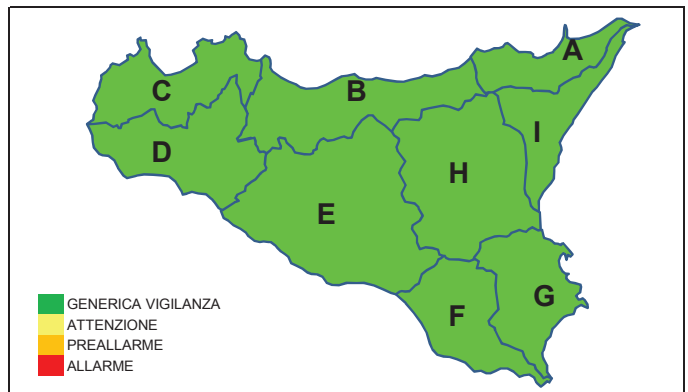 A
B
C
I
D
H
E
G
F
GENERICA VIGILANZA
ATTENZIONE
PREALLARME
ALLARME